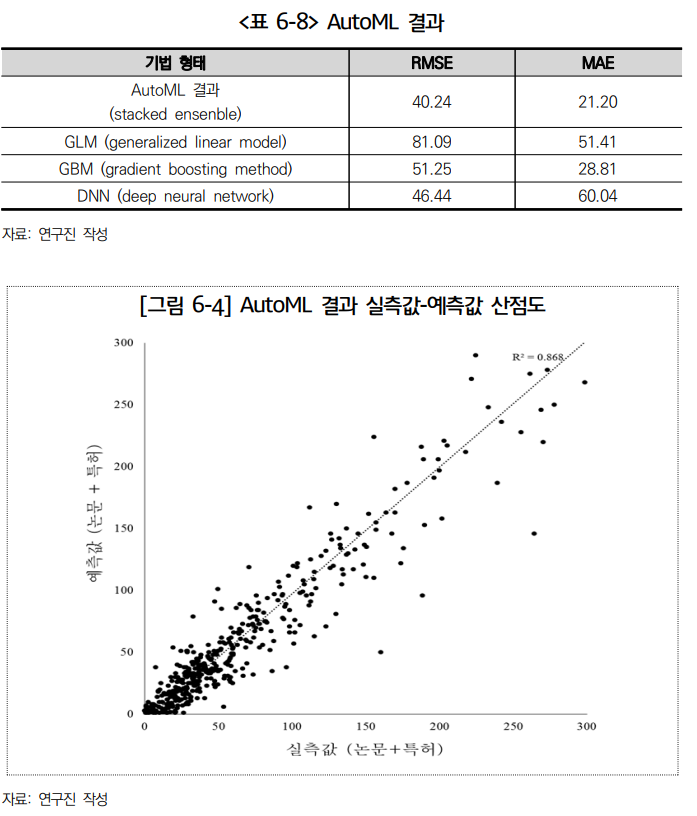 <표 6-8> AutoML 결과
기법 형태 RMSE MAE
AutoML 결과
(stacked ensenble) 40.24 21.20
GLM (generalized linear model) 81.09 51.41
GBM (gradient boosting method) 51.25 28.81
DNN (deep neural network) 46.44 60.04
자료: 연구진 작성
[그림 6-4] AutoML 결과 실측값-예측값 산점도
300
R² = 0.868
250
200
150
100
50
0
예측값 (논문 + 특허)
0 50 100 150 200 250 300
실측값 (논문+특허)
자료: 연구진 작성